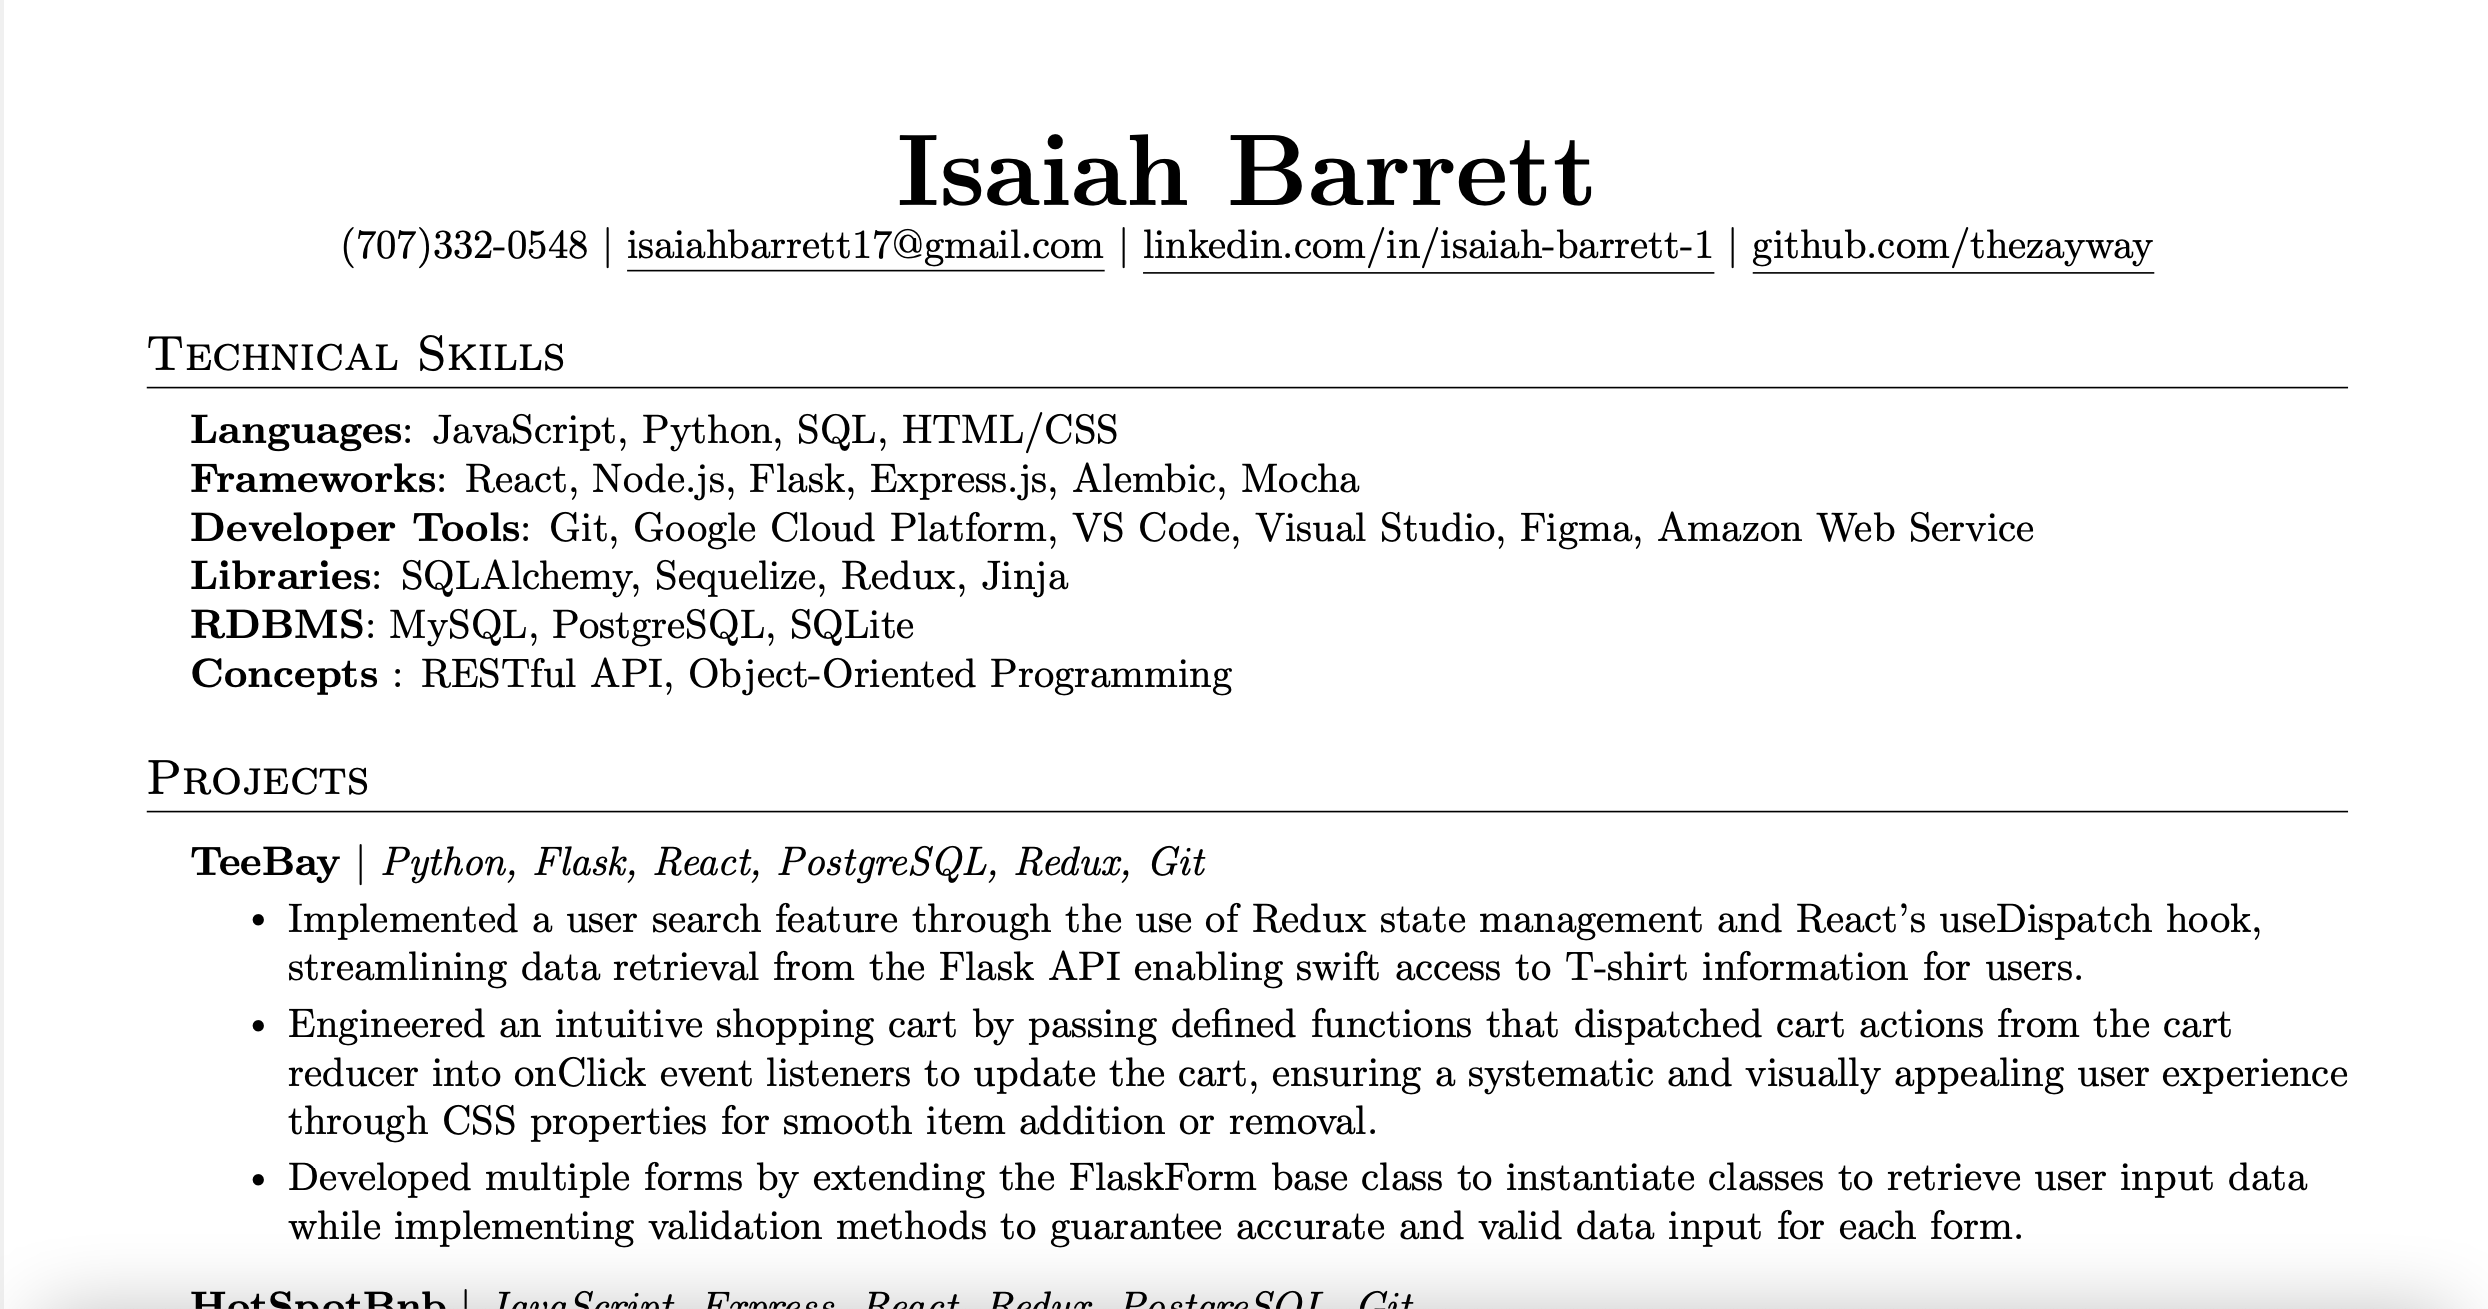 Isaiah Barrett
(707)332-0548 | isaiahbarrett17@gmail.com | linkedin.com/in/isaiah-barrett-1 | github.com/thezayway
Technical Skills
Languages: JavaScript, Python, SQL, HTML/CSS
Frameworks: React, Node.js, Flask, Express.js, Alembic, Mocha
Developer Tools: Git, Google Cloud Platform, VS Code, Visual Studio, Figma, Amazon Web Service
Libraries: SQLAlchemy, Sequelize, Redux, Jinja
RDBMS: MySQL, PostgreSQL, SQLite
Concepts : RESTful API, Object-Oriented Programming
Projects
TeeBay | Python, Flask, React, PostgreSQL, Redux, Git
• Implemented a user search feature through the use of Redux state management and React’s useDispatch hook,
streamlining data retrieval from the Flask API enabling swift access to T-shirt information for users.
• Engineered an intuitive shopping cart by passing defined functions that dispatched cart actions from the cart
reducer into onClick event listeners to update the cart, ensuring a systematic and visually appealing user experience
through CSS properties for smooth item addition or removal.
• Developed multiple forms by extending the FlaskForm base class to instantiate classes to retrieve user input data
while implementing validation methods to guarantee accurate and valid data input for each form.
HotSpotBnb | JavaScript, Express, React, Redux, PostgreSQL, Git